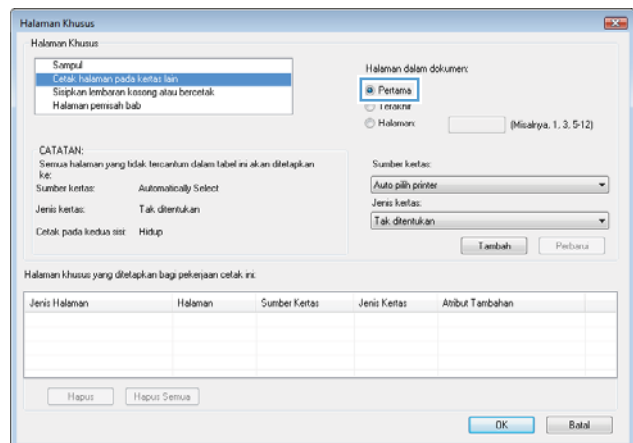 Halaman Khusus
Halaman Khusus
Sampul
Cetak halaman pada kertas lain
Sisipkan lembaran kosong atau bercetak
Halaman pemisah bab
Halaman dalam dokumen:
Pertama
Terakhir
Halaman:
(Misalnya, 1, 3, 5-12)
CATATAN:
Semua halaman yang tidak tercantum dalam tabel ini akan ditetapkan
ke:
Sumber kertas: Automatically Select
Jenis kertas: Tak ditentukan
Cetak pada kedua sisi: Hidup
Sumber kertas:
Auto pilih printer
Jenis kertas:
Tak ditentukan
Tambah Perbarui
Halaman khusus yang ditetapkan bagi pekerjaan cetak ini:
Jenis Halaman Halaman Sumber Kertas Jenis Kertas Atribut Tambahan
Hapus Hapus Semua
OK Batal